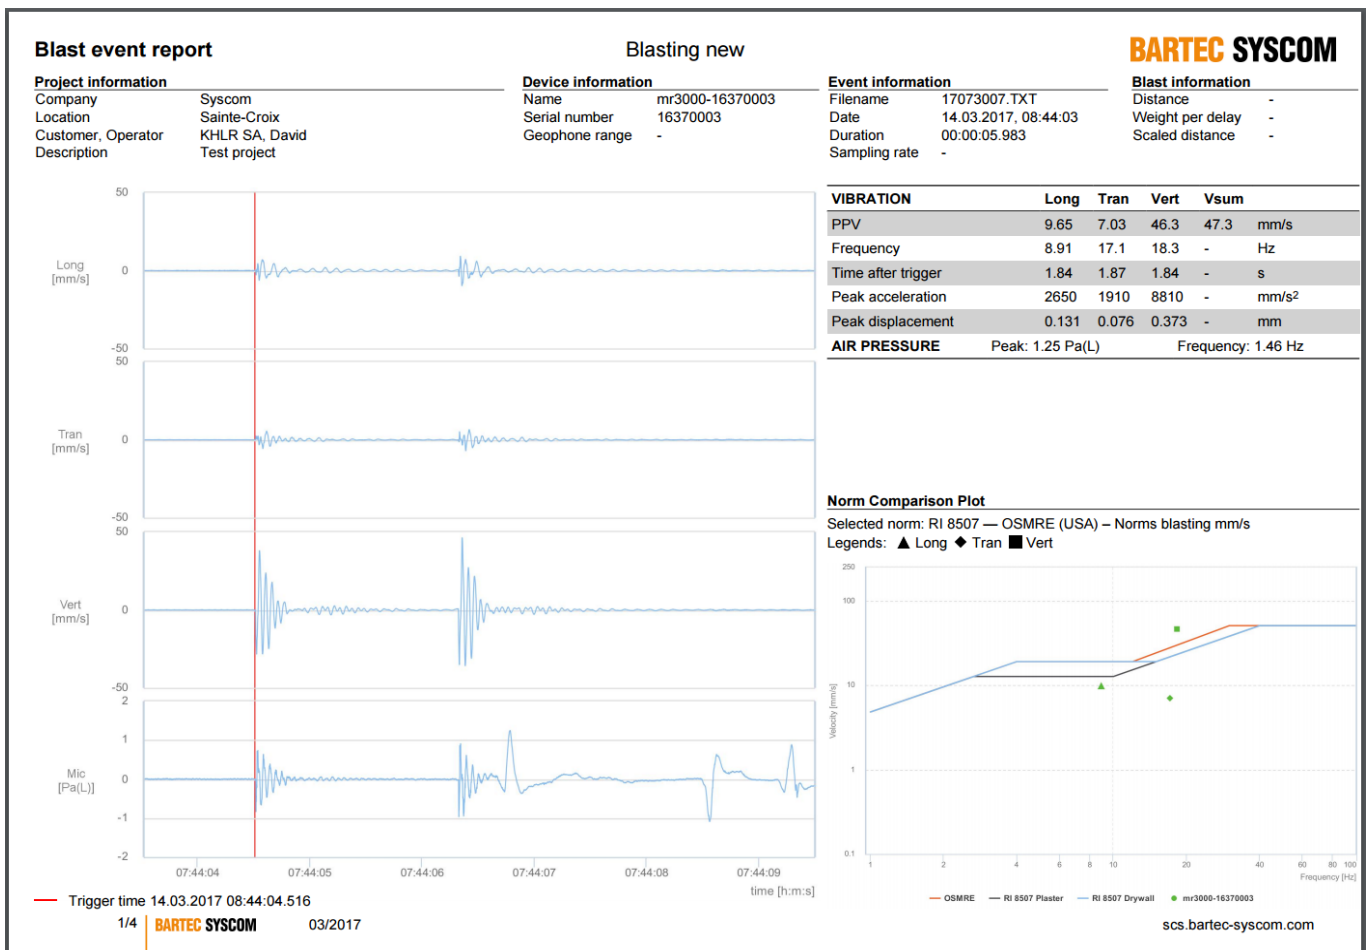 Blast event report
Blasting new
BARTEC SYSCOM
Project information
Company Syscom
Location Sainte-Croix
Customer, Operator KHLR SA, David
Description Test project
Device information
Name mr3000-16370003
Serial number 16370003
Geophone range -
Event information
Filename 17073007.TXT
Date 14.03.2017, 08:44:03
Duration 00:00:05.983
Sampling rate -
Blast information
Distance -
Weight per delay -
Scaled distance -
50
Long
[mm/s]
0
-50
50
Tran
[mm/s]
0
-50
50
Vert
[mm/s]
0
-50
2
1
Mic
[Pa(L)]
0
-1
-2
07:44:04 07:44:05 07:44:06 07:44:07 07:44:08 07:44:09
time [h:m:s]
Trigger time 14.03.2017 08:44:04.516
VIBRATION Long Tran Vert Vsum
PPV 9.65 7.03 46.3 47.3 mm/s
Frequency 8.91 17.1 18.3 - Hz
Time after trigger 1.84 1.87 1.84 - s
Peak acceleration 2650 1910 8810 - mm/s²
Peak displacement 0.131 0.076 0.373 - mm
AIR PRESSURE Peak: 1.25 Pa(L) Frequency: 1.46 Hz
Norm Comparison Plot
Selected norm: RI 8507 — OSMRE (USA) – Norms blasting mm/s
Legends: ▲ Long ◆ Tran ■ Vert
250
100
10
1
0.1
Velocity [mm/s]
1 2 4 6 8 10 20 40 60 80 100
Frequency [Hz]
OSMRE RI 8507 Plaster RI 8507 Drywall mr3000-16370003
1/4 BARTEC SYSCOM 03/2017
scs.bartec-syscom.com